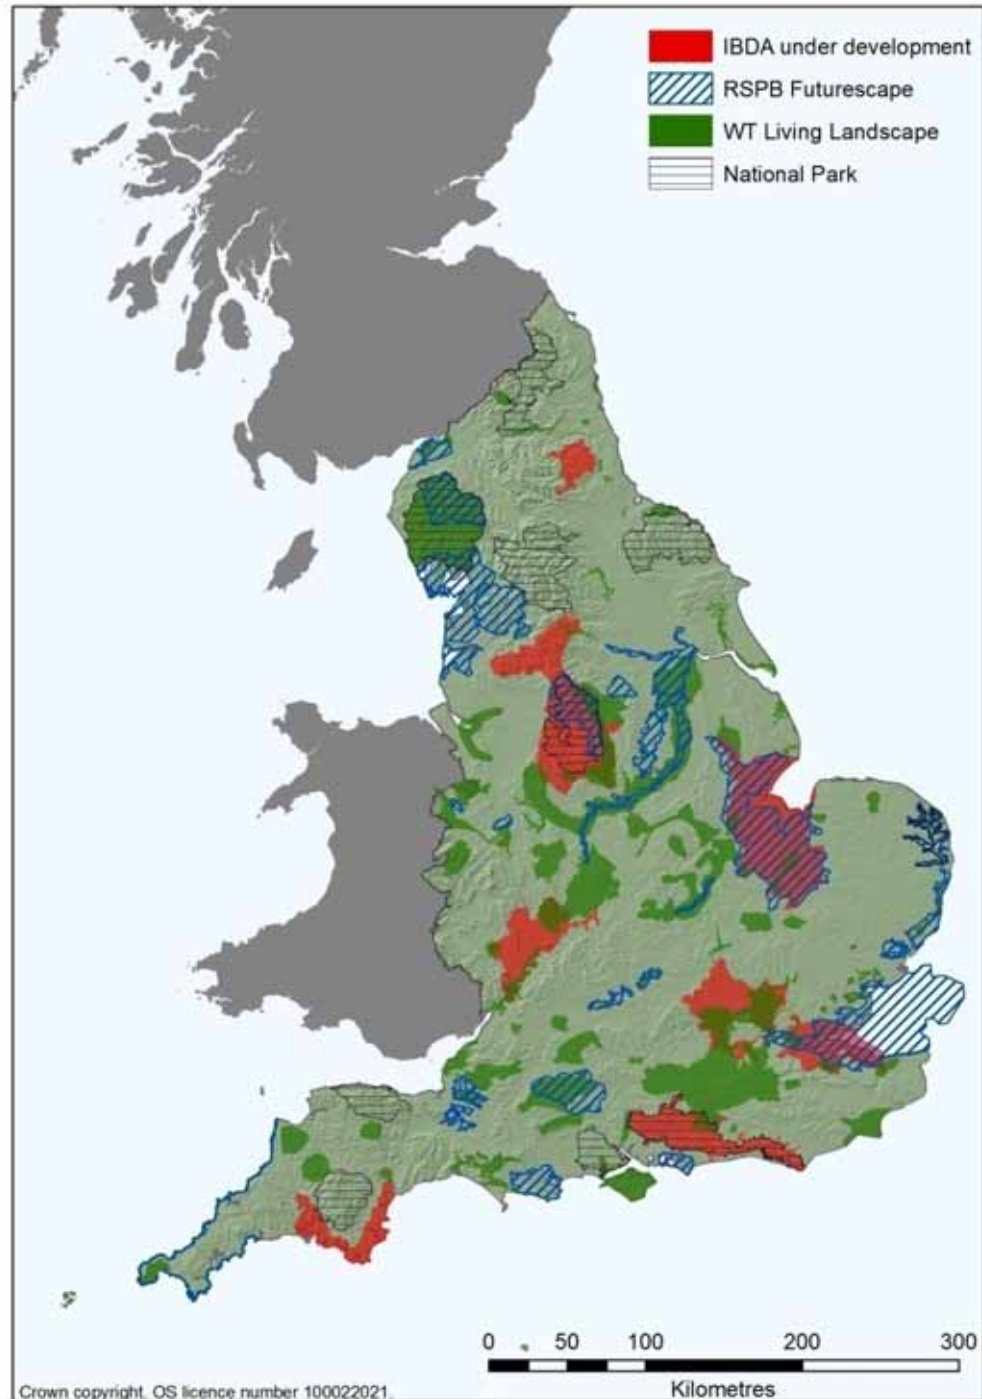 IBDA under development
RSPB Futurescape
WT Living Landscape
National Park
0 50 100 200 300
Kilometres
Crown copyright. OS licence number 100022021.